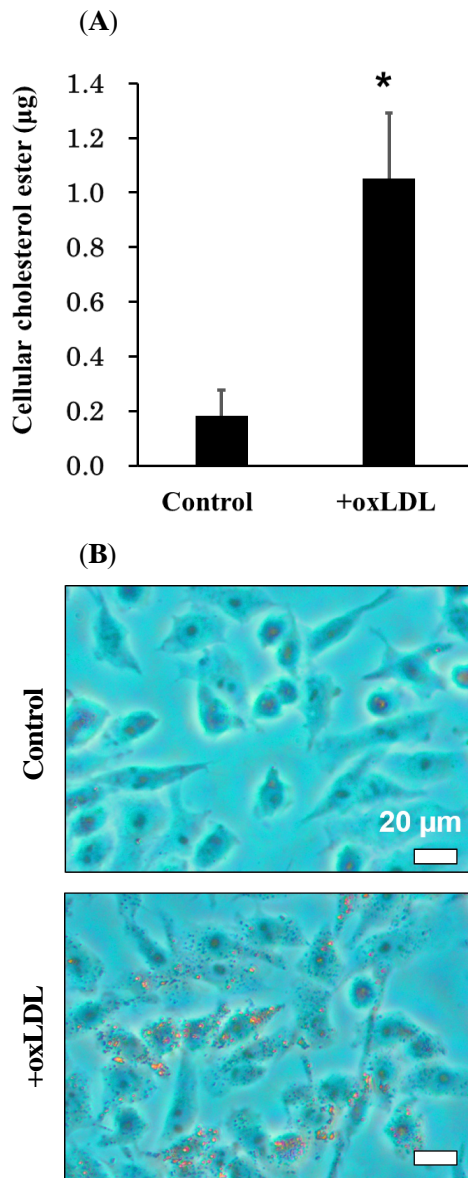 (A)
Cellular cholesterol ester (µg)
1.4
1.2
1.0
0.8
0.6
0.4
0.2
0.0
*
Control
+oxLDL
(B)
Control
20 µm
+oxLDL